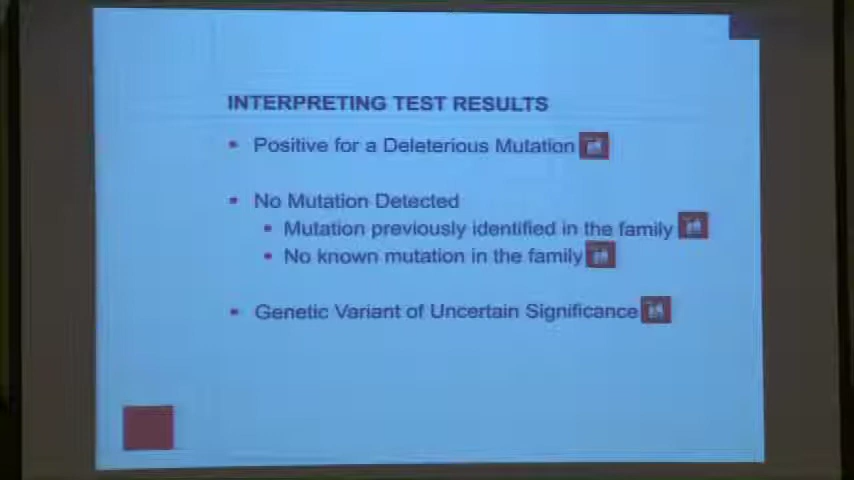 INTERPRETING TEST RESULTS
• Positive for a Deleterious Mutation
• No Mutation Detected
• Mutation previously identified in the family
• No known mutation in the family
• Genetic Variant of Uncertain Significance